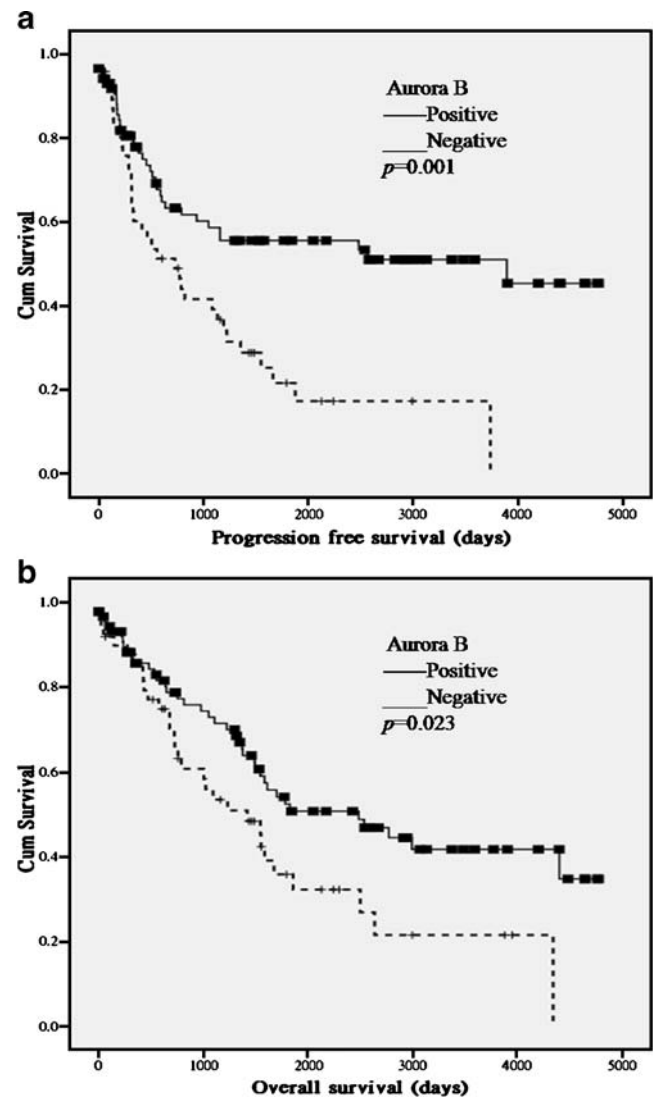 a
1.0
0.8
0.6
0.4
0.2
0.0
Cum Survival
Aurora B
Positive
Negative
p=0.001
0 1000 2000 3000 4000 5000
Progression free survival (days)
b
1.0
0.8
0.6
0.4
0.2
0.0
Cum Survival
Aurora B
Positive
Negative
p=0.023
0 1000 2000 3000 4000 5000
Overall survival (days)